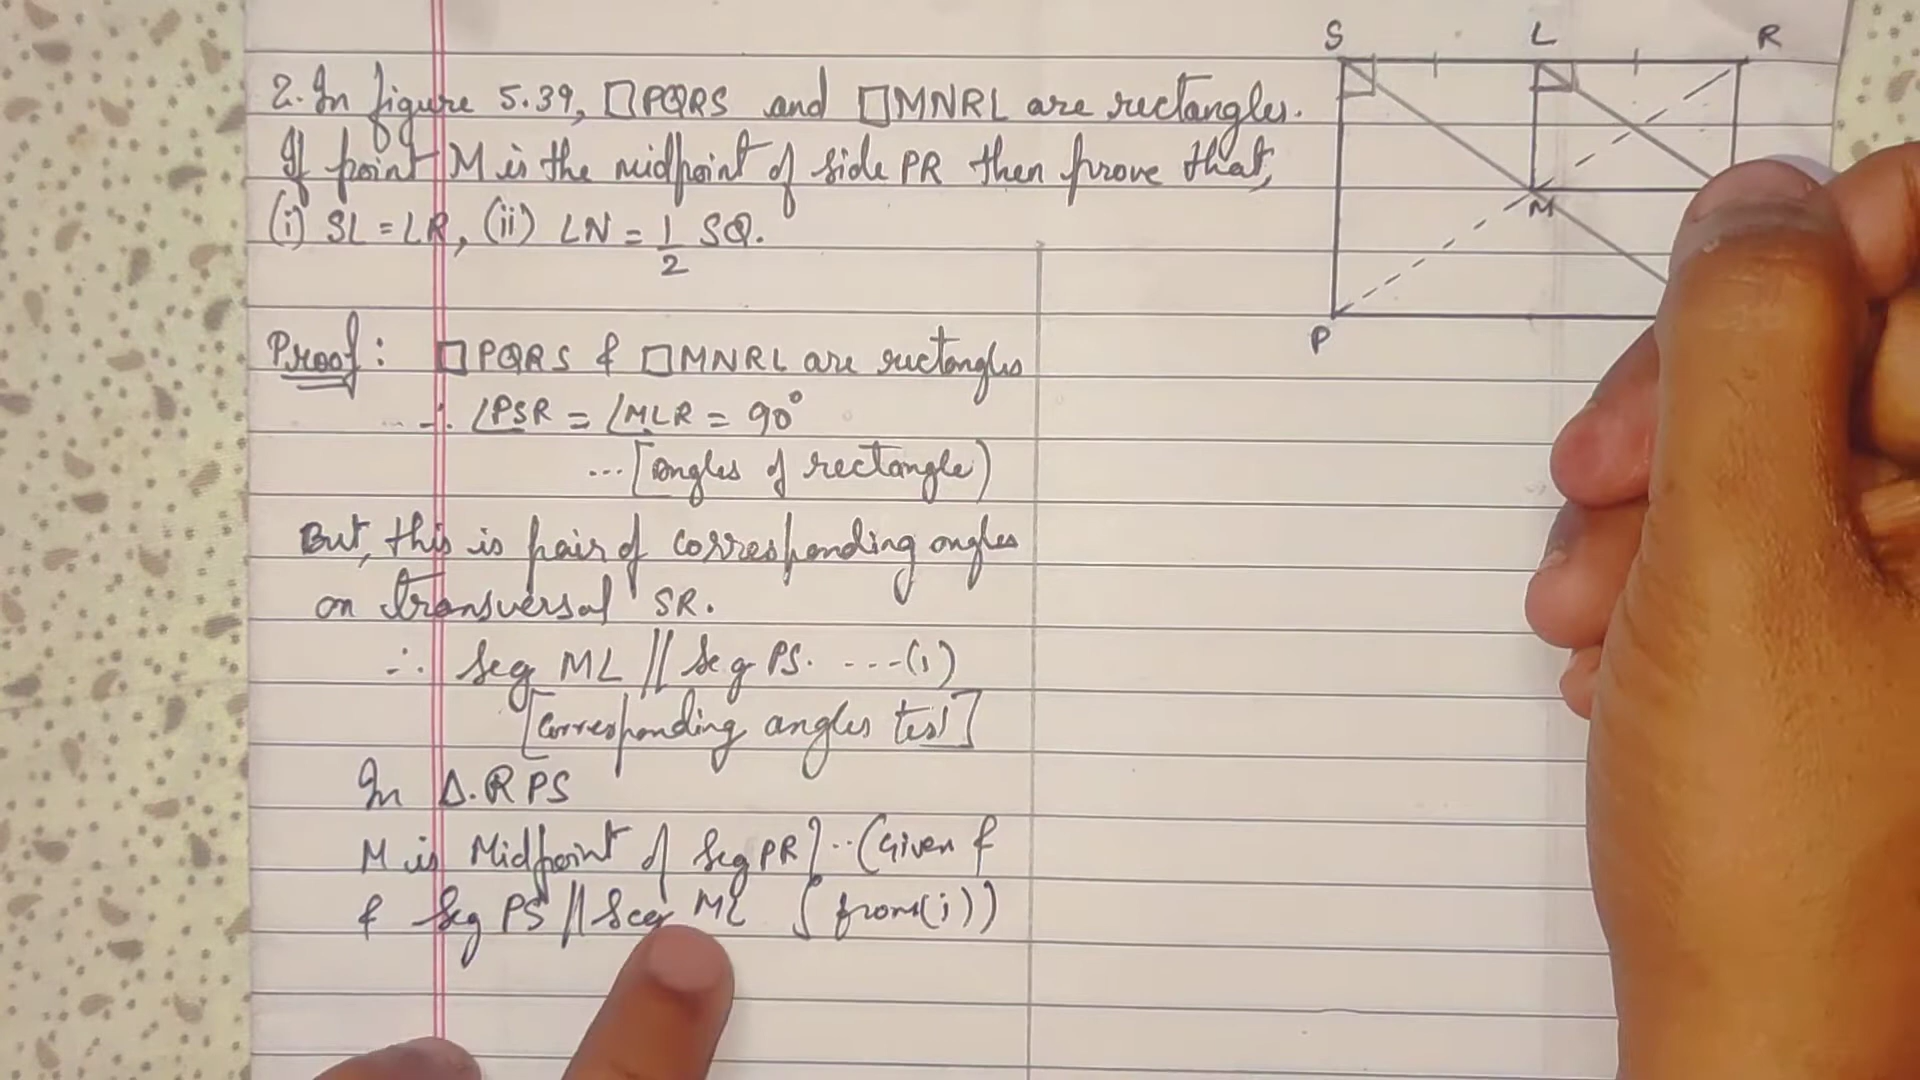 S L R
2. In figure 5.39, □PQRS and □MNRL are rectangles.
If point M is the midpoint of side PR then prove that,
(i) SL = LR, (ii) LN = 1/2 SQ.
M
P
Proof : □PQRS & □MNRL are rectangles
∴ ∠PSR = ∠MLR = 90°
... [angles of rectangle)
But, this is pair of corresponding angles
on transversal SR.
∴ Seg ML || Seg PS. ---(i)
[Corresponding angles test]
In Δ.RPS
M is Midpoint of Seg PR } ..(Given &
& Seg PS || Seg ML } from(i))